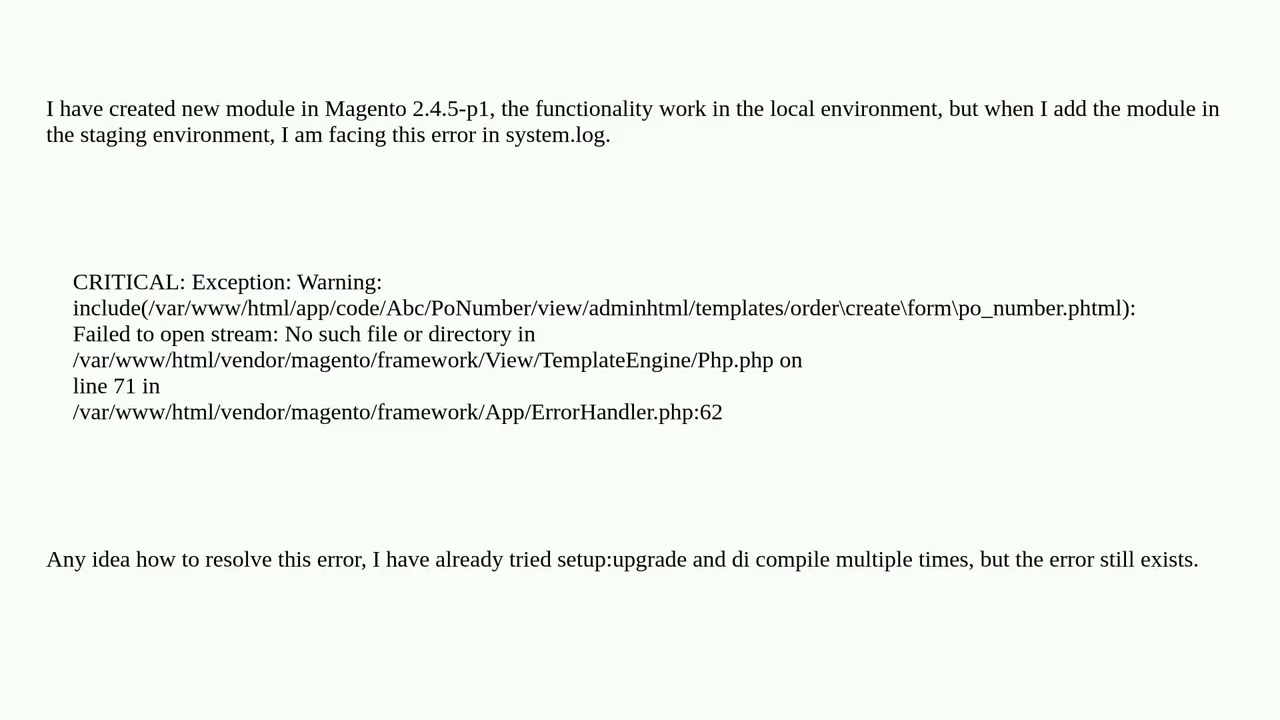 I have created new module in Magento 2.4.5-p1, the functionality work in the local environment, but when I add the module in
the staging environment, I am facing this error in system.log.
CRITICAL: Exception: Warning:
include(/var/www/html/app/code/Abc/PoNumber/view/adminhtml/templates/order\create\form\po_number.phtml):
Failed to open stream: No such file or directory in
/var/www/html/vendor/magento/framework/View/TemplateEngine/Php.php on
line 71 in
/var/www/html/vendor/magento/framework/App/ErrorHandler.php:62
Any idea how to resolve this error, I have already tried setup:upgrade and di compile multiple times, but the error still exists.